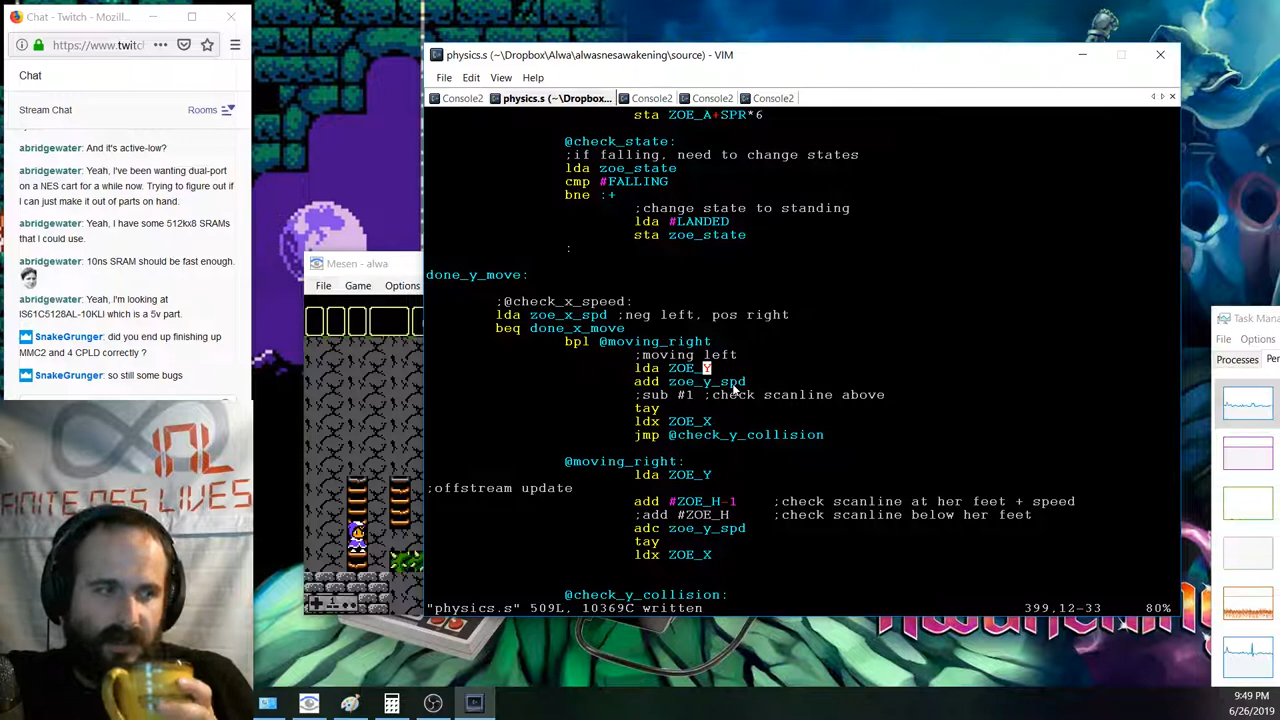 Chat - Twitch - Mozill...
https://www.twitc
Chat
Stream Chat
Rooms
abridgewater: And it's active-low?
abridgewater: Yeah, I've been wanting dual-port
on a NES cart for a while now. Trying to figure out if
I can just make it out of parts on hand.
abridgewater: Yeah, I have some 512kx8 SRAMs
that I could use.
abridgewater: 10ns SRAM should be fast enough.
abridgewater: Yeah, I'm looking at
IS61C5128AL-10KLI which is a 5v part.
SnakeGrunger: did you end up finishing up
MMC2 and 4 CPLD correctly ?
SnakeGrunger: so still some bugs
NL
INFINITE NES LIVES
Mesen - alwa
File Game Options
physics.s (~\Dropbox\Alwa\alwasnesawakening\source) - VIM
File Edit View Help
Console2 physics.s (~\Dropbox... Console2 Console2 Console2
sta ZOE_A+SPR*6
@check_state:
;if falling, need to change states
lda zoe_state
cmp #FALLING
bne :+
;change state to standing
lda #LANDED
sta zoe_state
:
done_y_move:
;@check_x_speed:
lda zoe_x_spd ;neg left, pos right
beq done_x_move
bpl @moving_right
;moving left
lda ZOE_Y
add zoe_y_spd
;sub #1 ;check scanline above
tay
ldx ZOE_X
jmp @check_y_collision
@moving_right:
lda ZOE_Y
;offstream update
add #ZOE_H-1 ;check scanline at her feet + speed
;add #ZOE_H ;check scanline below her feet
adc zoe_y_spd
tay
ldx ZOE_X
@check_y_collision:
"physics.s" 509L, 10369C written 399,12-33 80%
Task Mana
File Options
Processes Per
9:49 PM
6/26/2019